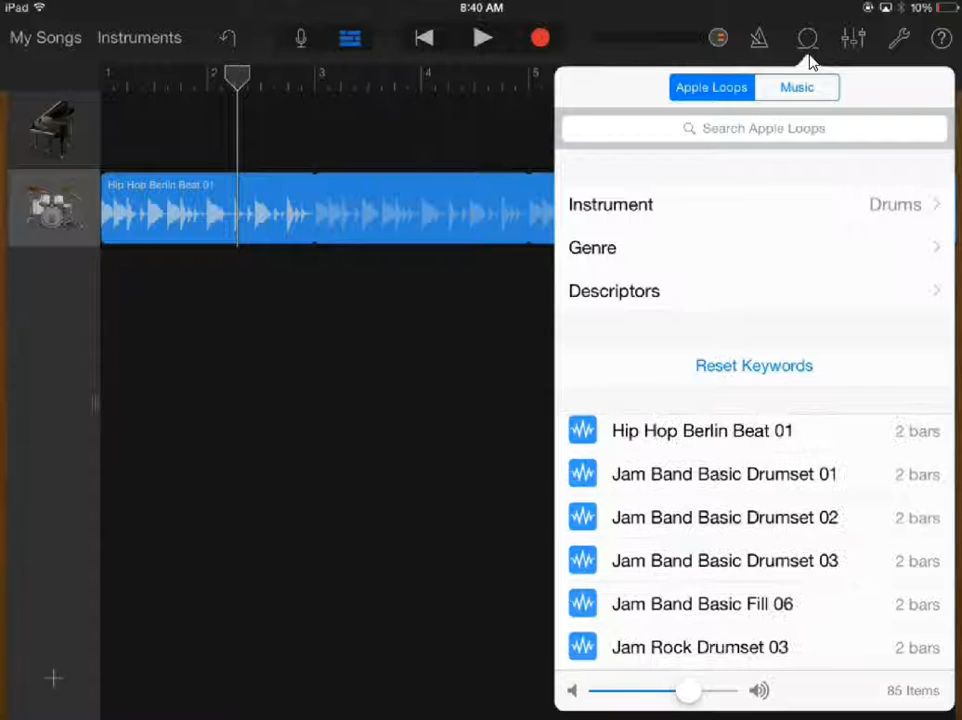 iPad 8:40 AM 10%
My Songs Instruments
1 2 3 4 5
Apple Loops Music
Search Apple Loops
Hip Hop Berlin Beat 01
Instrument Drums
Genre
Descriptors
Reset Keywords
Hip Hop Berlin Beat 01 2 bars
Jam Band Basic Drumset 01 2 bars
Jam Band Basic Drumset 02 2 bars
Jam Band Basic Drumset 03 2 bars
Jam Band Basic Fill 06 2 bars
Jam Rock Drumset 03 2 bars
85 Items